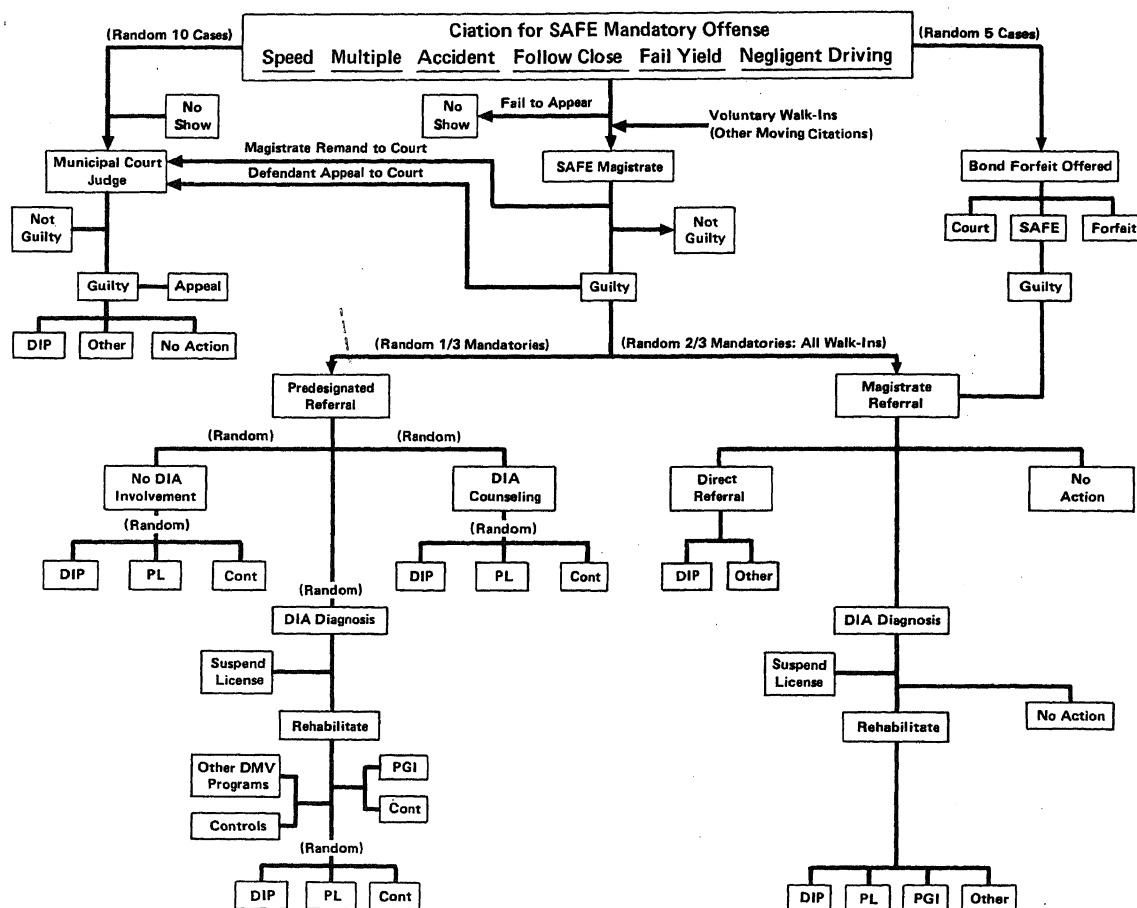 Ciation for SAFE Mandatory Offense
Speed Multiple Accident Follow Close Fail Yield Negligent Driving
(Random 10 Cases)
(Random 5 Cases)
No
Show
No
Show
Fail to Appear
Voluntary Walk-Ins
(Other Moving Citations)
Municipal Court
Judge
Magistrate Remand to Court
Defendant Appeal to Court
SAFE Magistrate
Bond Forfeit Offered
Court
SAFE
Forfeit
Not
Guilty
Not
Guilty
Guilty
Appeal
Guilty
Guilty
DIP
Other
No Action
(Random 1/3 Mandatories)
(Random 2/3 Mandatories: All Walk-Ins)
Predesignated
Referral
Magistrate
Referral
(Random)
(Random)
No DIA
Involvement
DIA
Counseling
Direct
Referral
No
Action
(Random)
(Random)
DIP
PL
Cont
DIP
PL
Cont
DIP
Other
(Random)
DIA Diagnosis
DIA Diagnosis
Suspend
License
Suspend
License
Rehabilitate
Rehabilitate
No Action
Other DMV
Programs
PGI
Controls
Cont
(Random)
DIP
PL
Cont
DIP
PL
PGI
Other